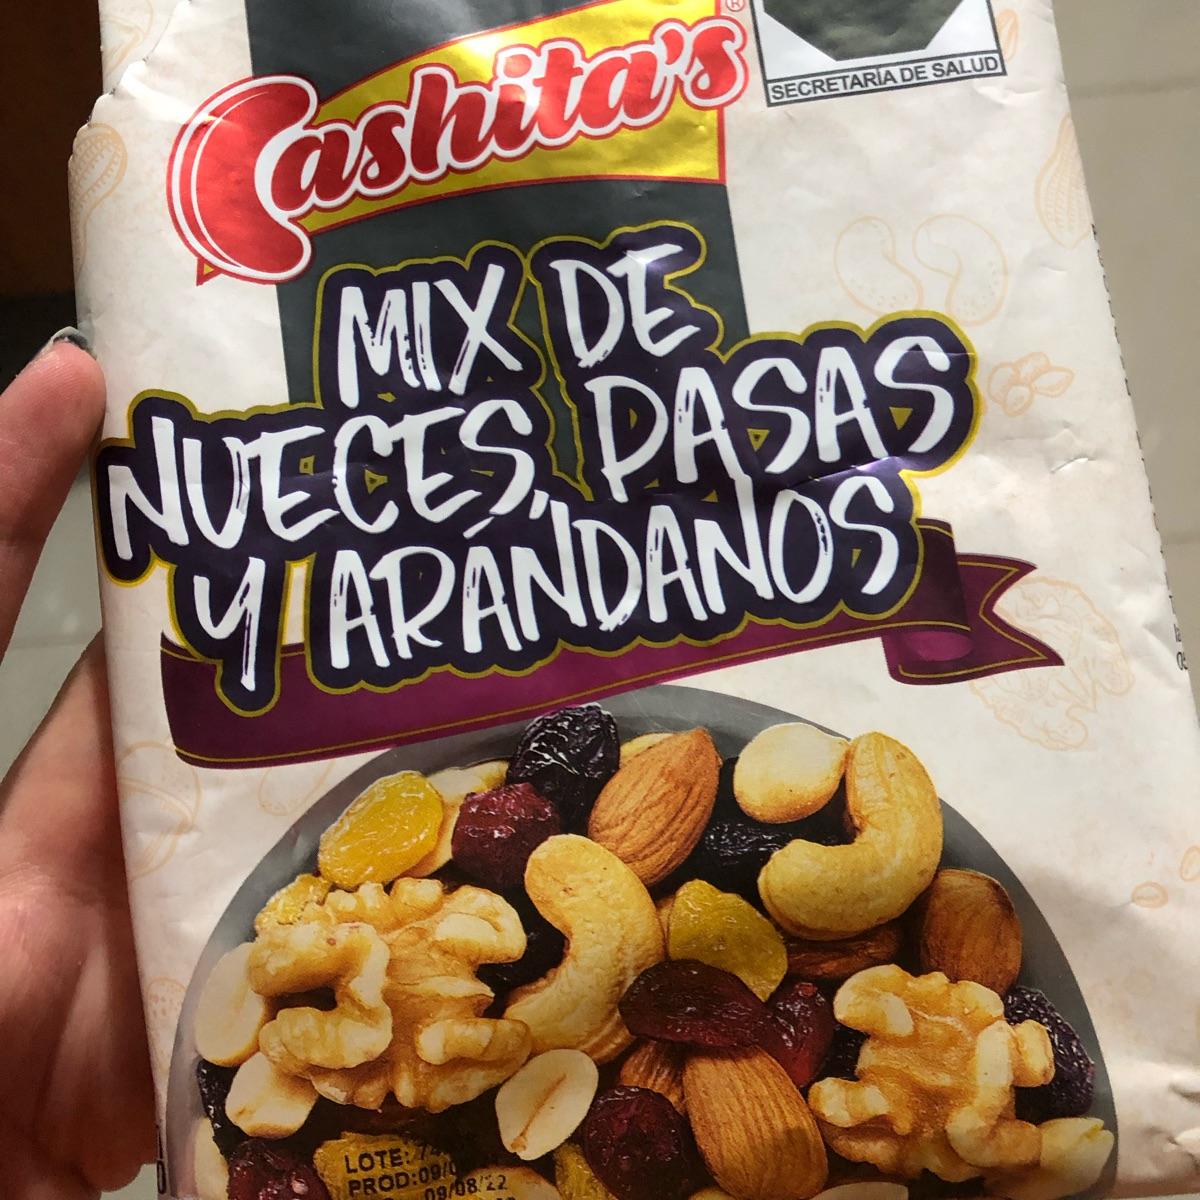 Cashita's®
SECRETARÍA DE SALUD
MIX DE
NUECES, PASAS
Y ARÁNDANOS
LOTE:
PROD:
09/08/22